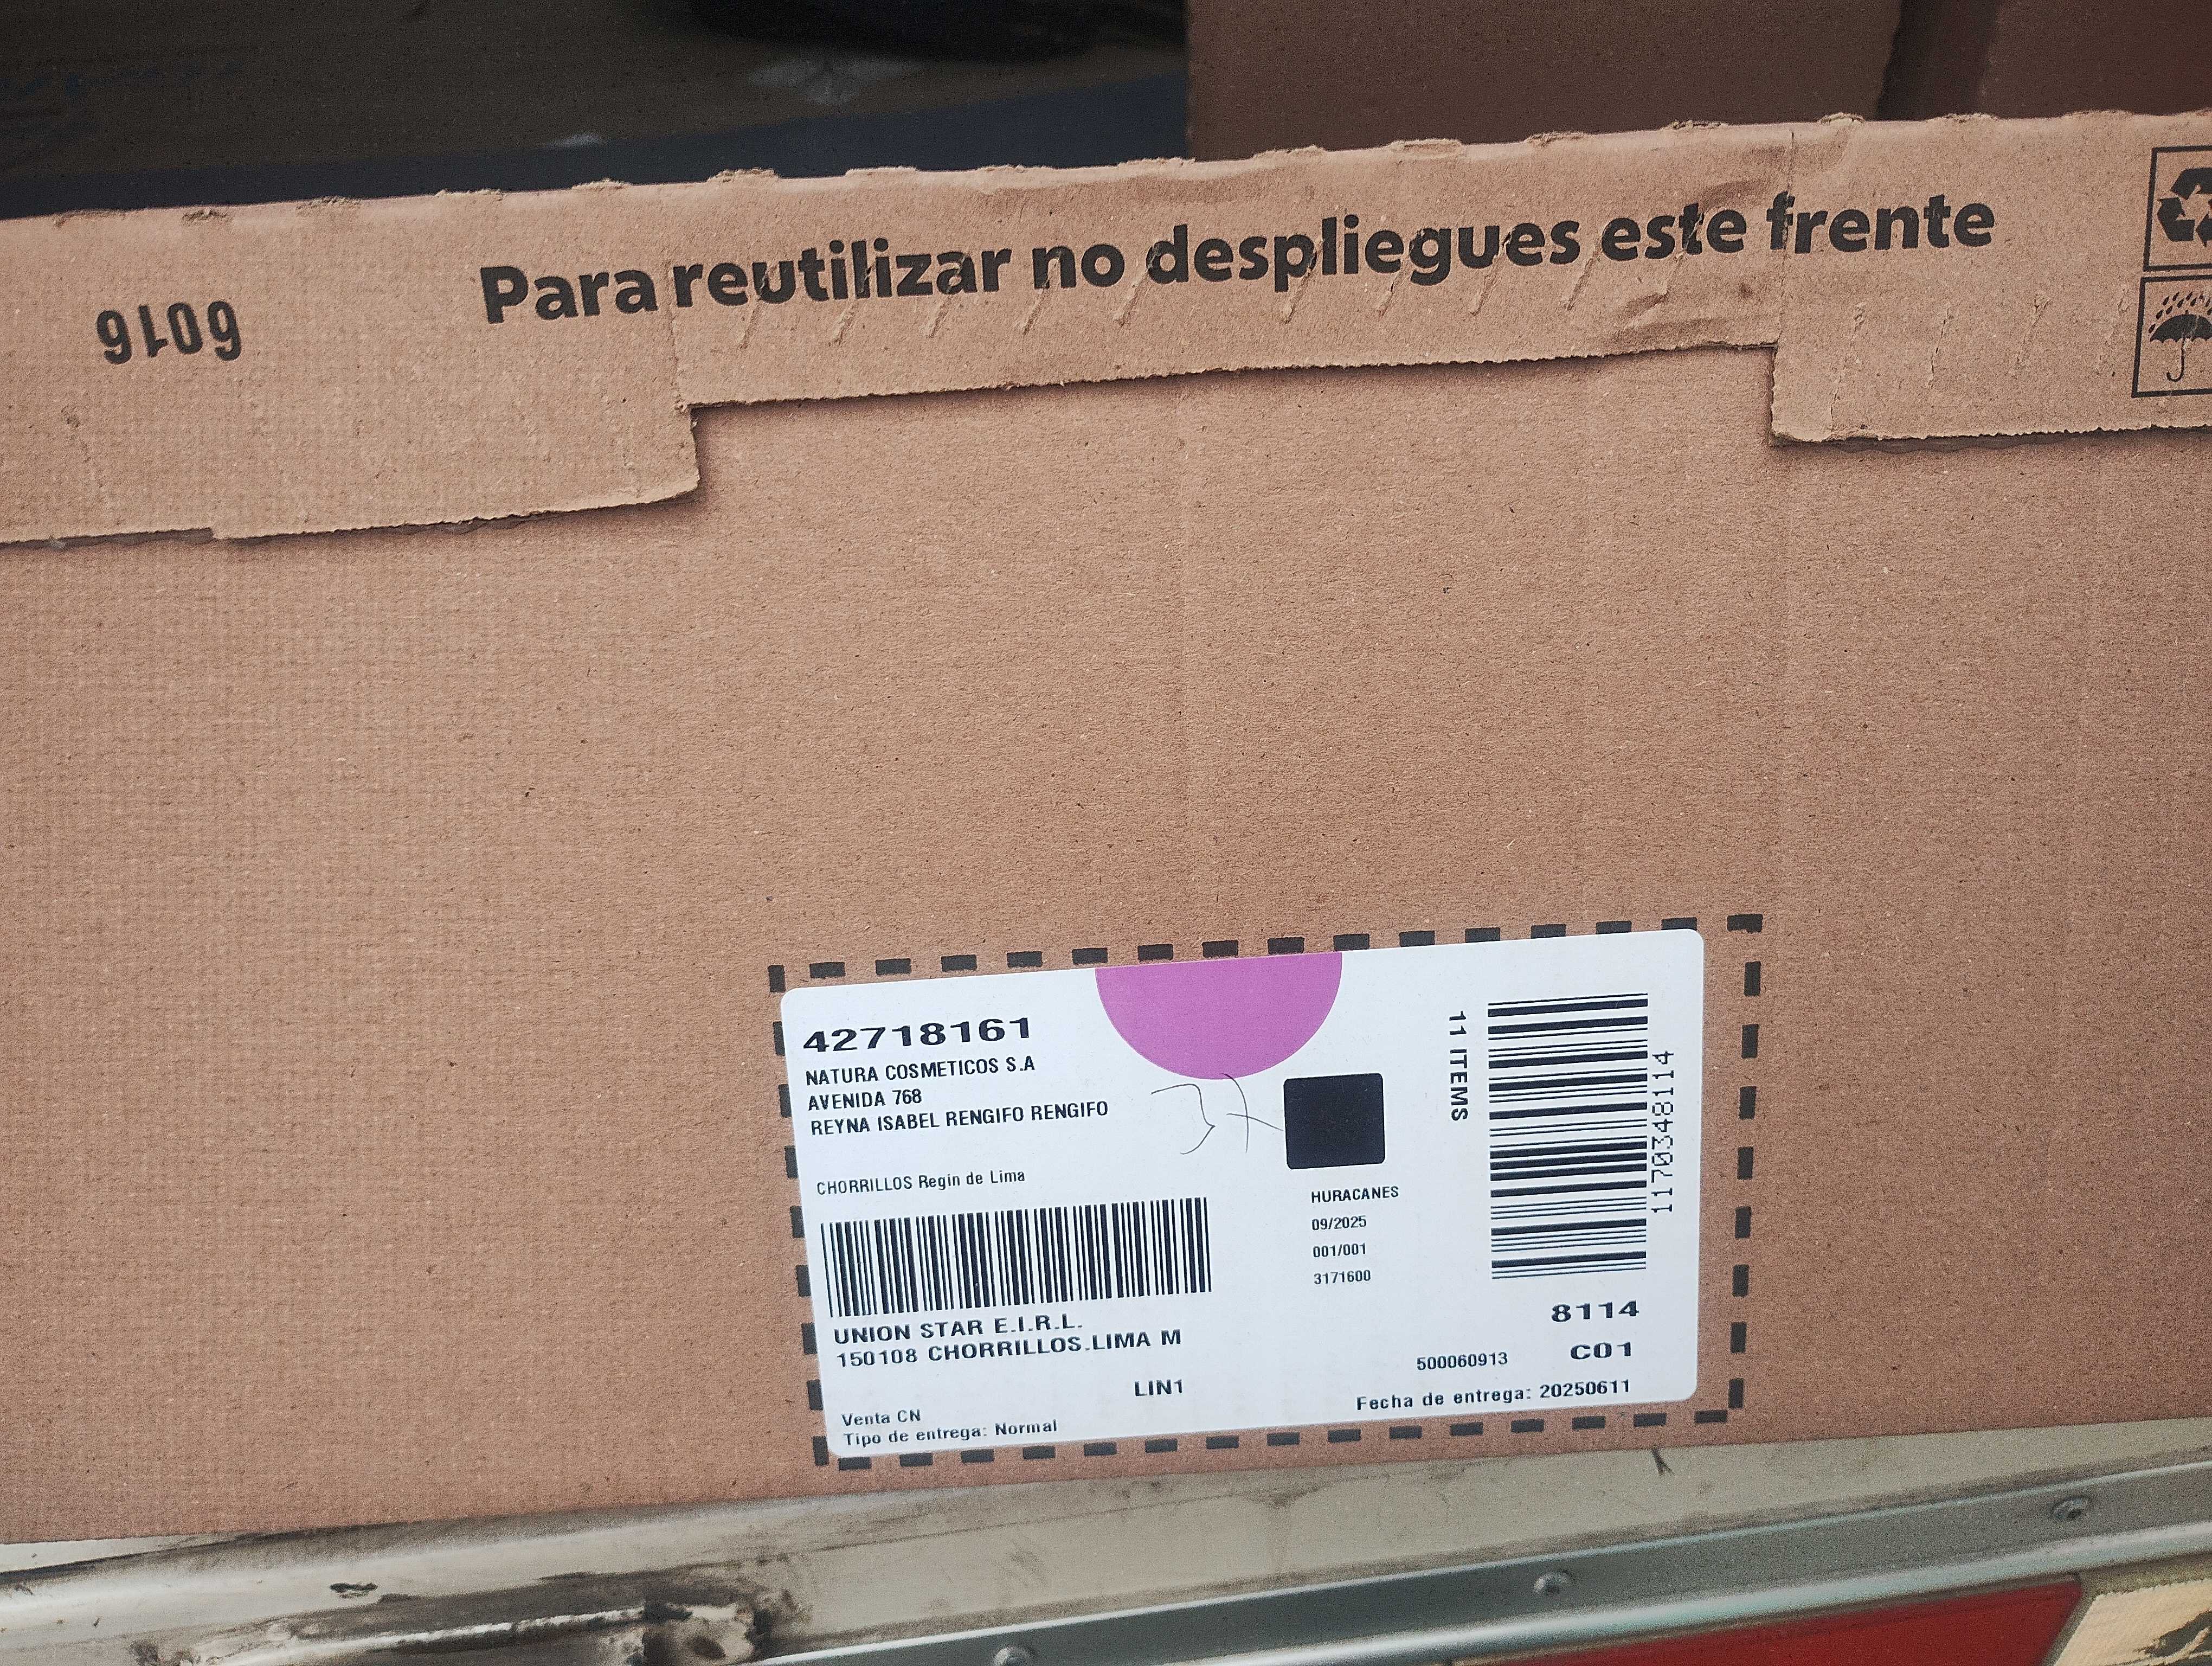 Para reutilizar no despliegues este frente
6016
42718161
NATURA COSMETICOS S.A
AVENIDA 768
REYNA ISABEL RENGIFO RENGIFO
37
CHORRILLOS Regin de Lima
UNION STAR E.I.R.L.
150108 CHORRILLOS.LIMA M
LIN1
Venta CN
Tipo de entrega: Normal
HURACANES
09/2025
001/001
3171600
11 ITEMS
1170348114
8114
C01
500060913
Fecha de entrega: 20250611